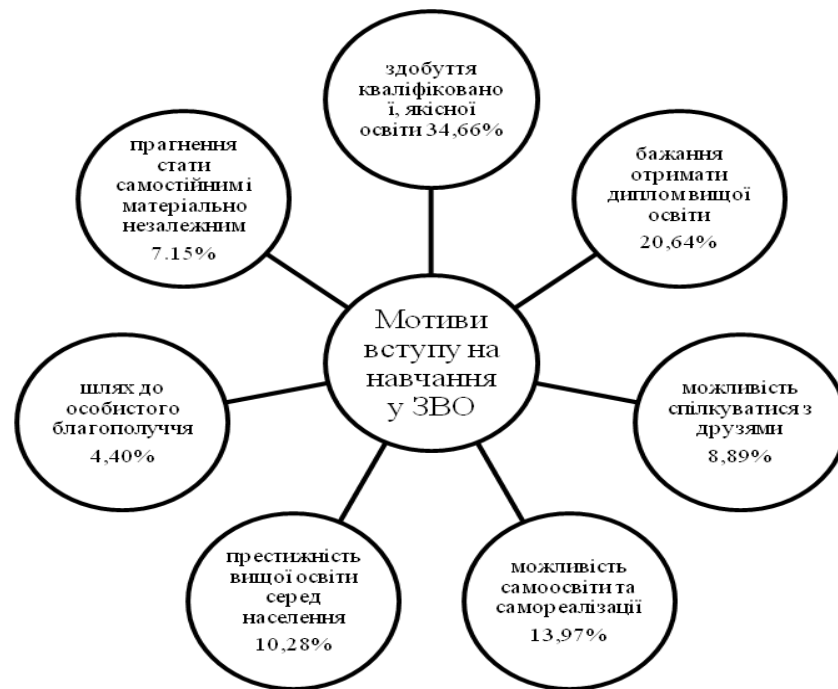 здобуття
кваліфіковано
ї, якісної
освіти 34,66%
бажання
отримати
диплом вищої
освіти
20,64%
можливість
спілкуватися з
друзями
8,89%
можливість
самоосвіти та
самореалізації
13,97%
престижність
вищої освіти
серед
населення
10,28%
шлях до
особистого
благополуччя
4,40%
прагнення
стати
самостійним і
матеріально
незалежним
7.15%
Мотиви
вступу на
навчання
у ЗВО